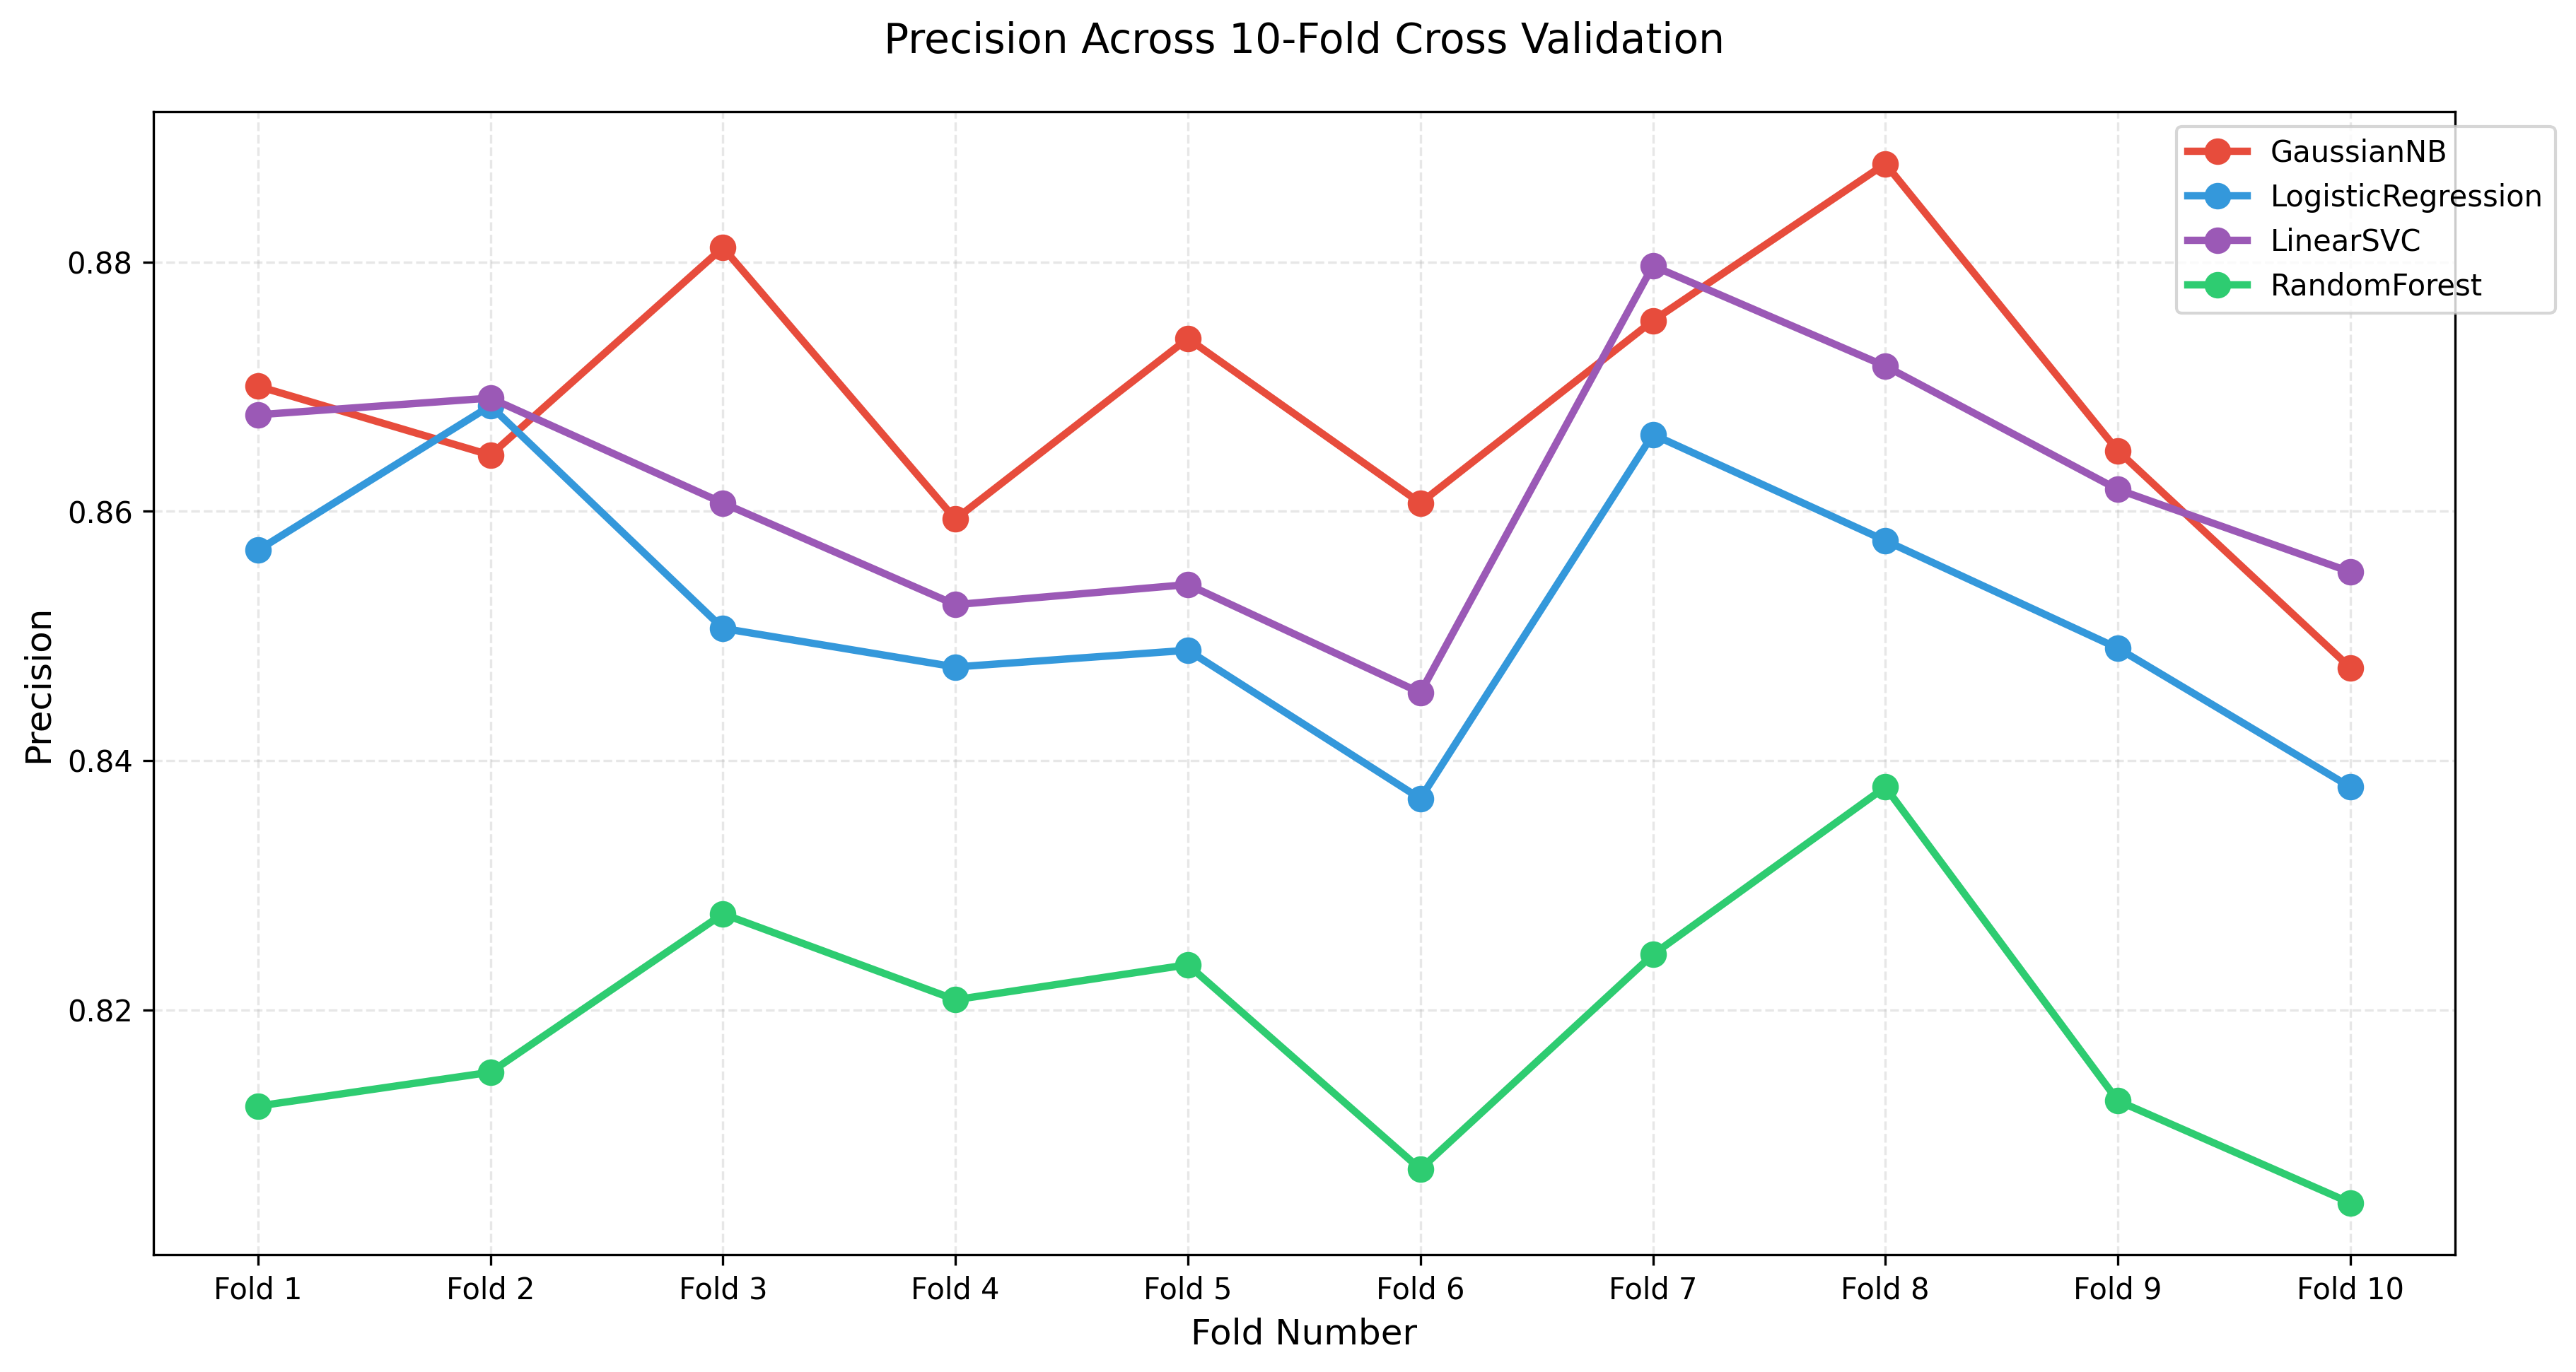 Precision Across 10-Fold Cross Validation
GaussianNB
LogisticRegression
LinearSVC
RandomForest
0.88
0.86
0.84
0.82
Precision
Fold 1 Fold 2 Fold 3 Fold 4 Fold 5 Fold 6 Fold 7 Fold 8 Fold 9 Fold 10
Fold Number